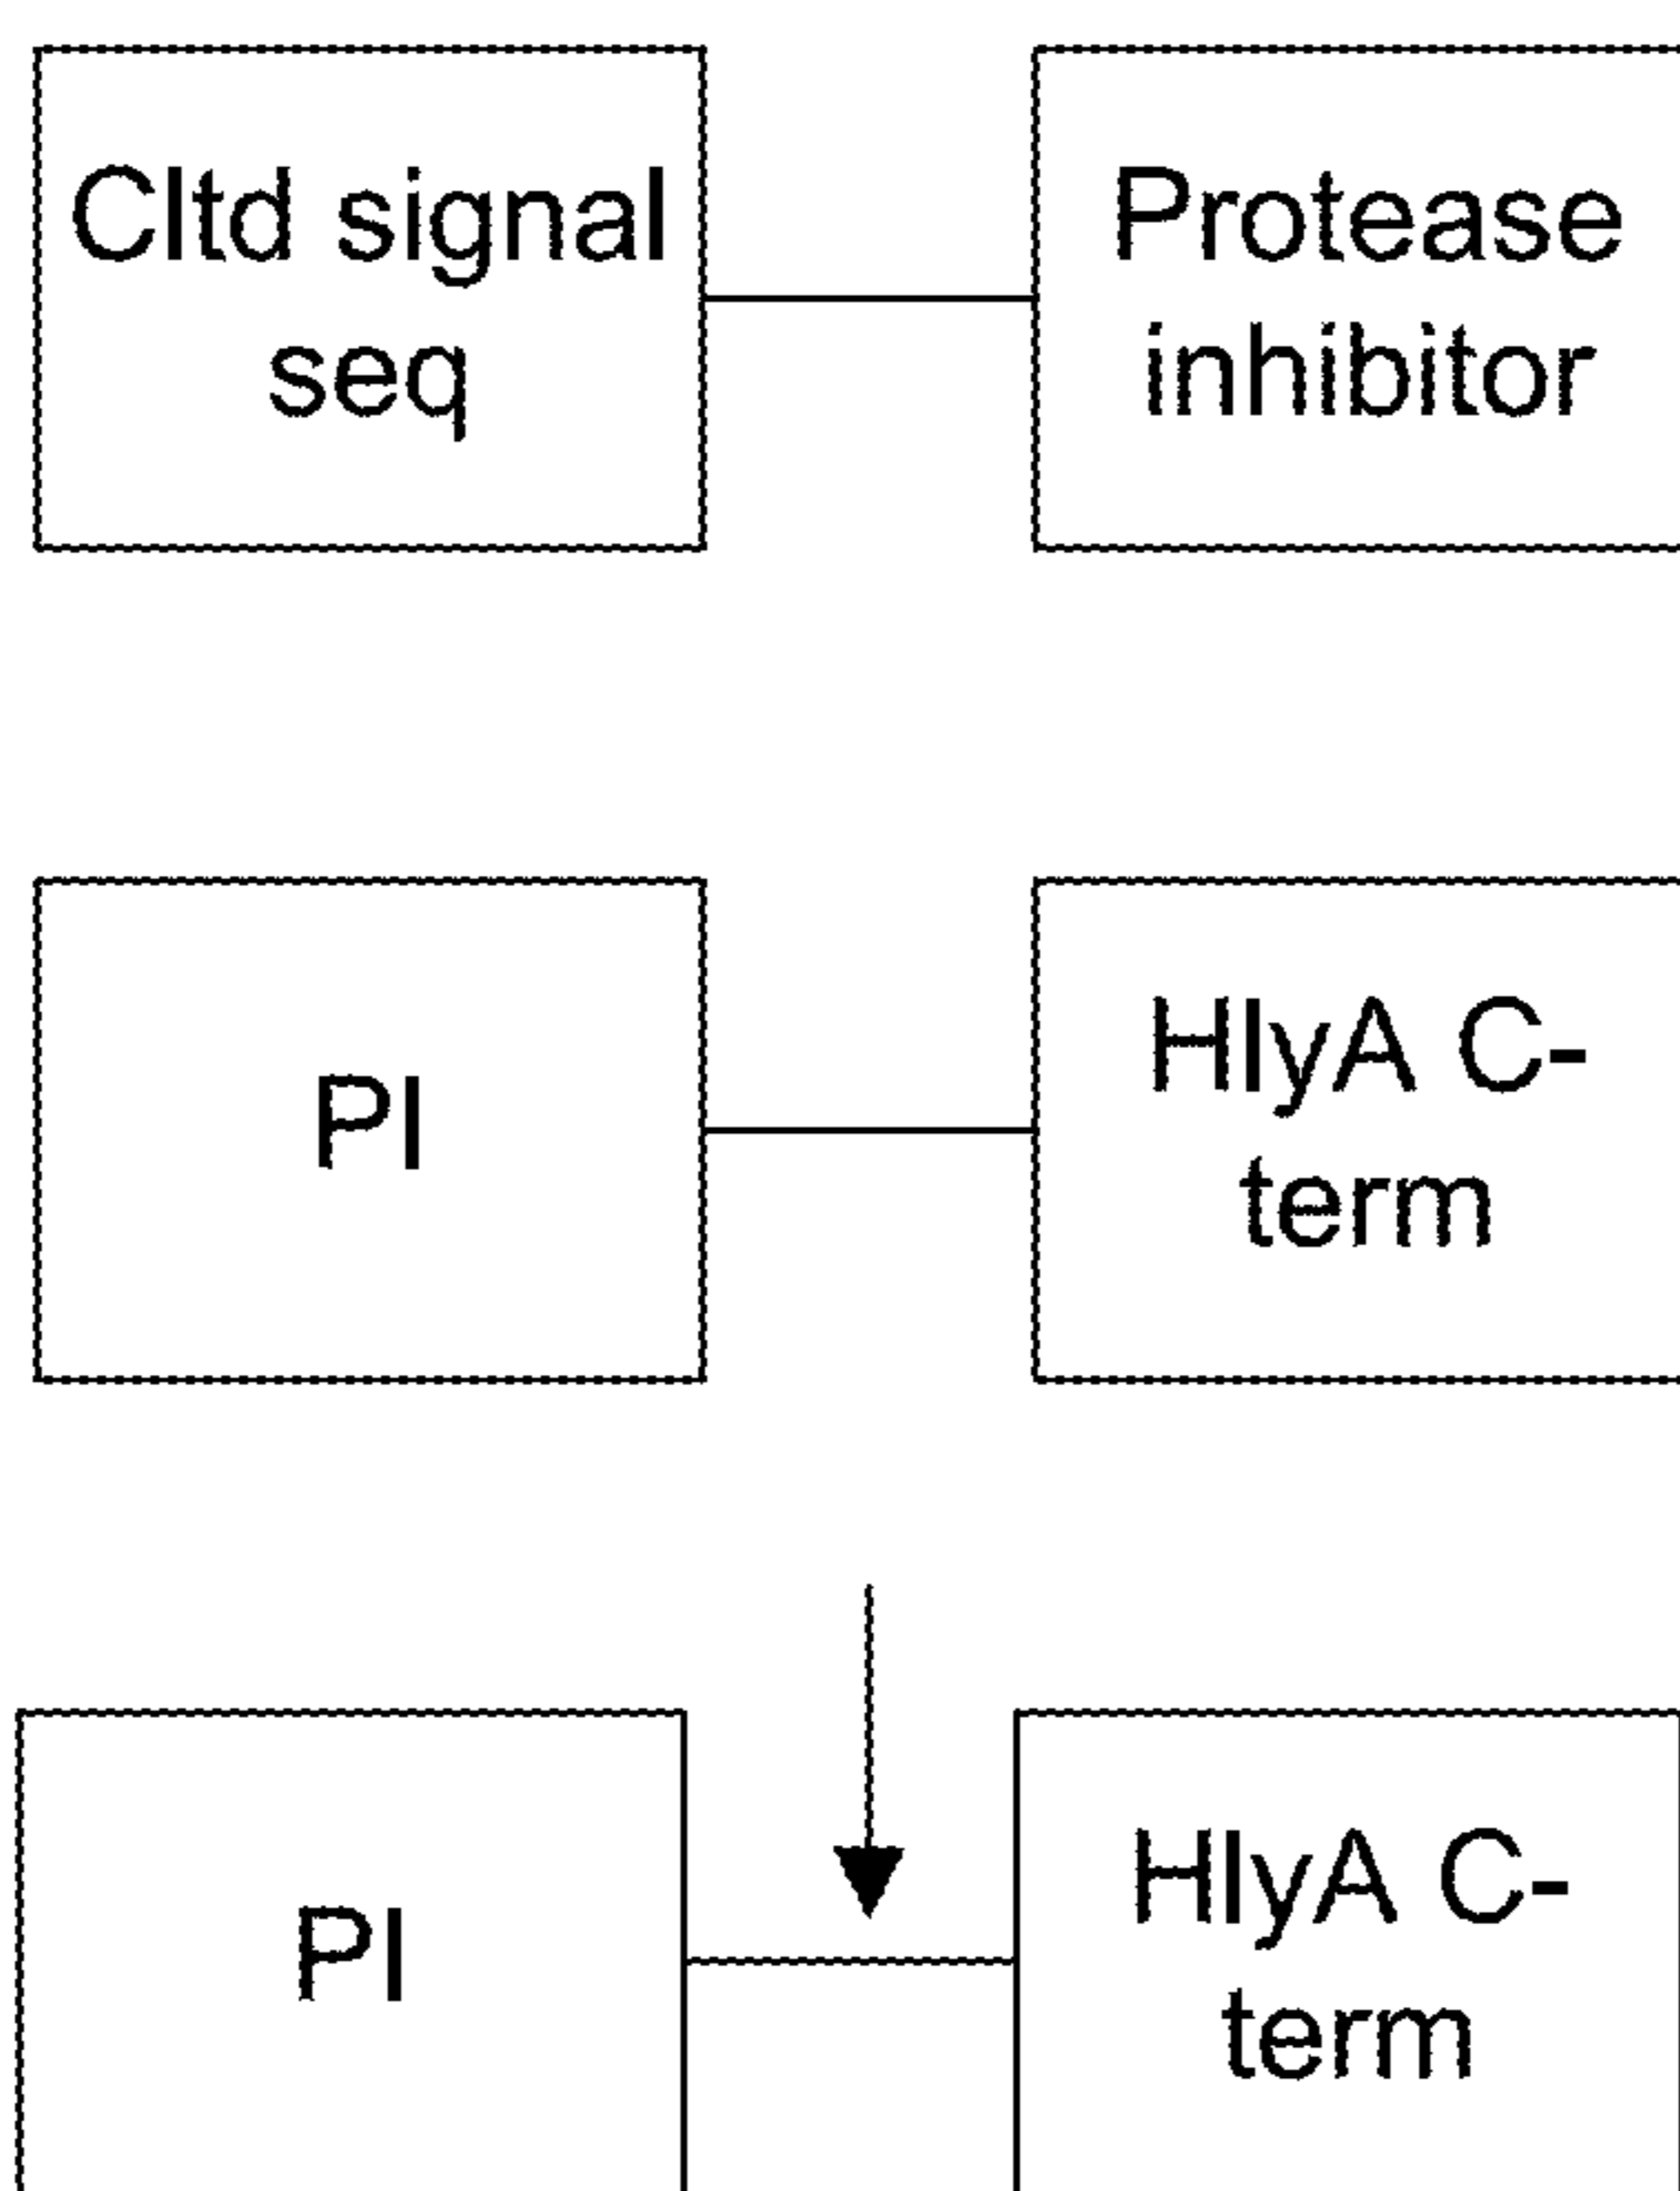 Cltd signal
seq
Protease
inhibitor
PI
HlyA C-
term
PI
HlyA C-
term